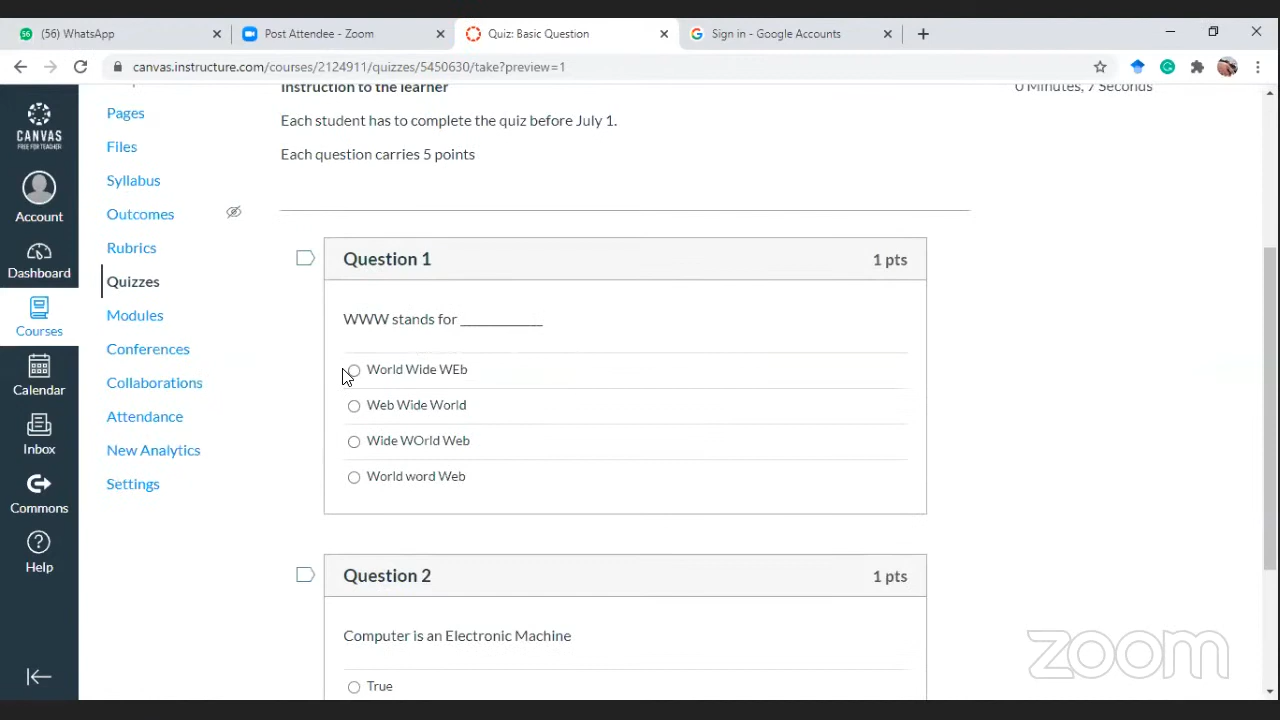 (56) WhatsApp
Post Attendee - Zoom
Quiz: Basic Question
Sign in - Google Accounts
canvas.instructure.com/courses/2124911/quizzes/5450630/take?preview=1
CANVAS
FREE FOR TEACHER
Account
Dashboard
Courses
Calendar
Inbox
Commons
Help
Pages
Files
Syllabus
Outcomes
Rubrics
Quizzes
Modules
Conferences
Collaborations
Attendance
New Analytics
Settings
Instruction to the learner
0 Minutes, 7 Seconds
Each student has to complete the quiz before July 1.
Each question carries 5 points
Question 1
1 pts
WWW stands for ____________
World Wide WEb
Web Wide World
Wide WOrld Web
World word Web
Question 2
1 pts
Computer is an Electronic Machine
True
zoom